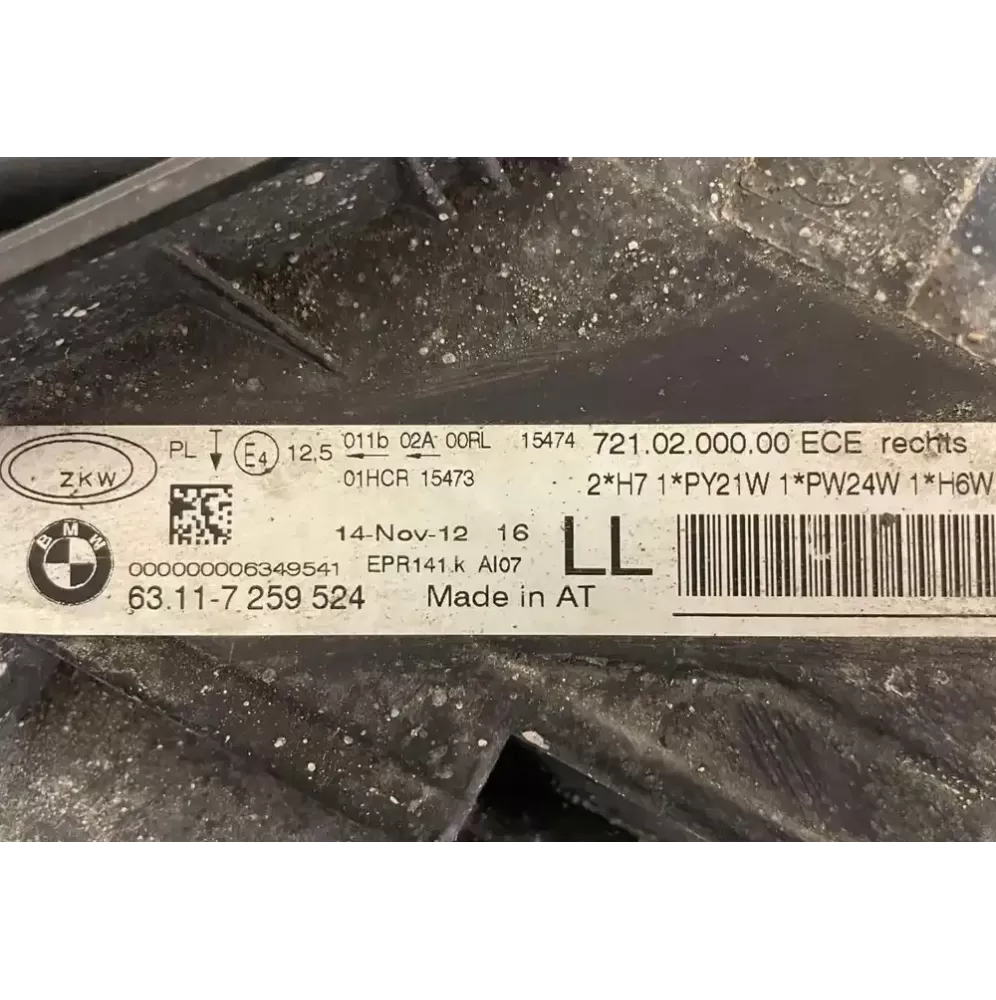 ZKW
PL E4 12,5 011b 02A 00RL 15474 721.02.000.00 ECE rechts
01HCR 15473 2*H7 1*PY21W 1*PW24W 1*H6W
BMW
14-Nov-12 16 LL
000000006349541 EPR141.k AI07
63.11-7 259 524 Made in AT